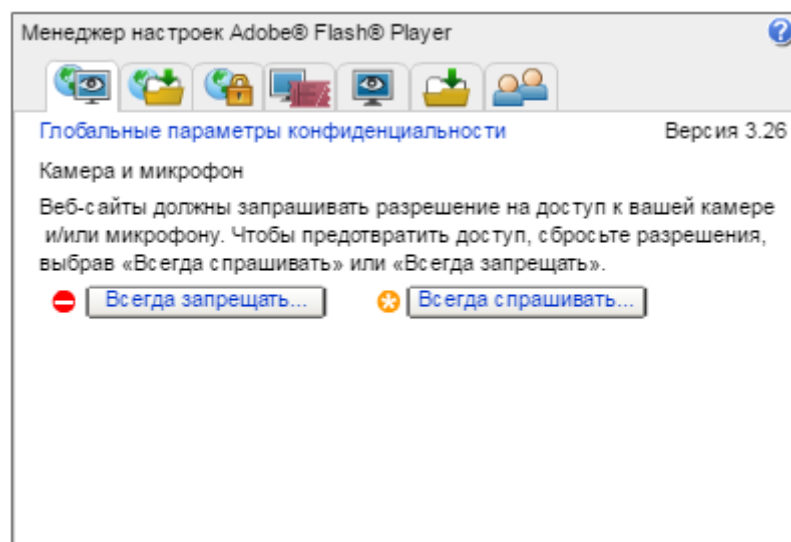 Менеджер настроек Adobe® Flash® Player
?
Глобальные параметры конфиденциальности Версия 3.26
Камера и микрофон
Веб-сайты должны запрашивать разрешение на доступ к вашей камере
и/или микрофону. Чтобы предотвратить доступ, сбросьте разрешения,
выбрав «Всегда спрашивать» или «Всегда запрещать».
Всегда запрещать... Всегда спрашивать...